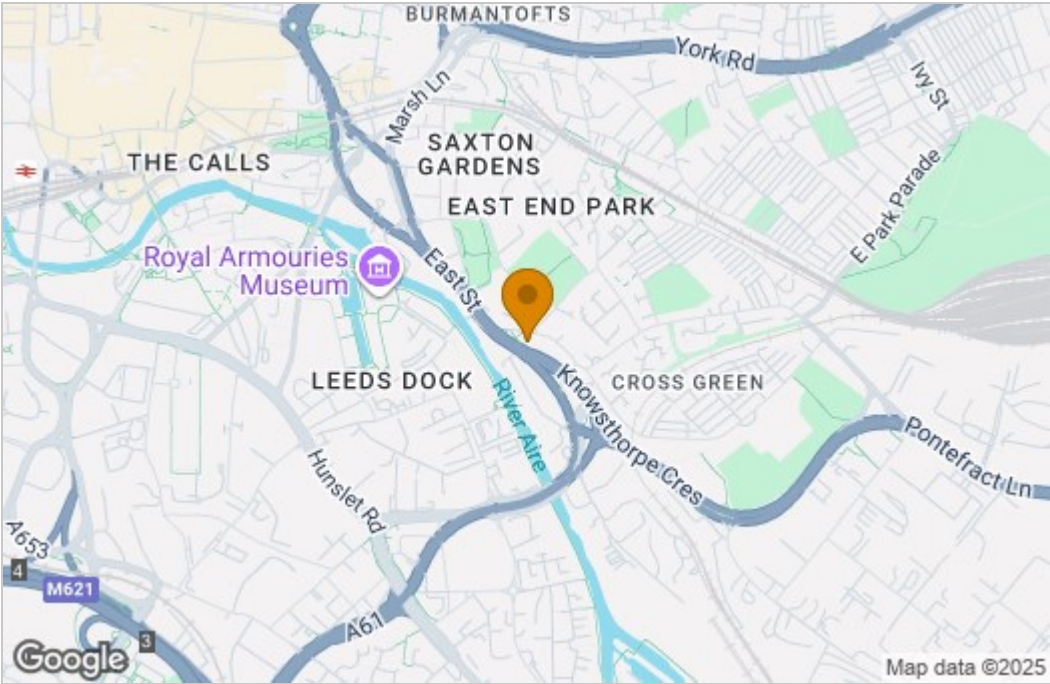 BURMANTOFTS
York Rd
Ivy St
Marsh Ln
SAXTON
GARDENS
THE CALLS
EAST END PARK
E Park Parade
Royal Armouries
Museum
East St
LEEDS DOCK
River Aire
Knowsthorpe Cres
CROSS GREEN
Pontefract Ln
Hunslet Rd
A653
4
M621
3
A61
Google
Map data ©2025